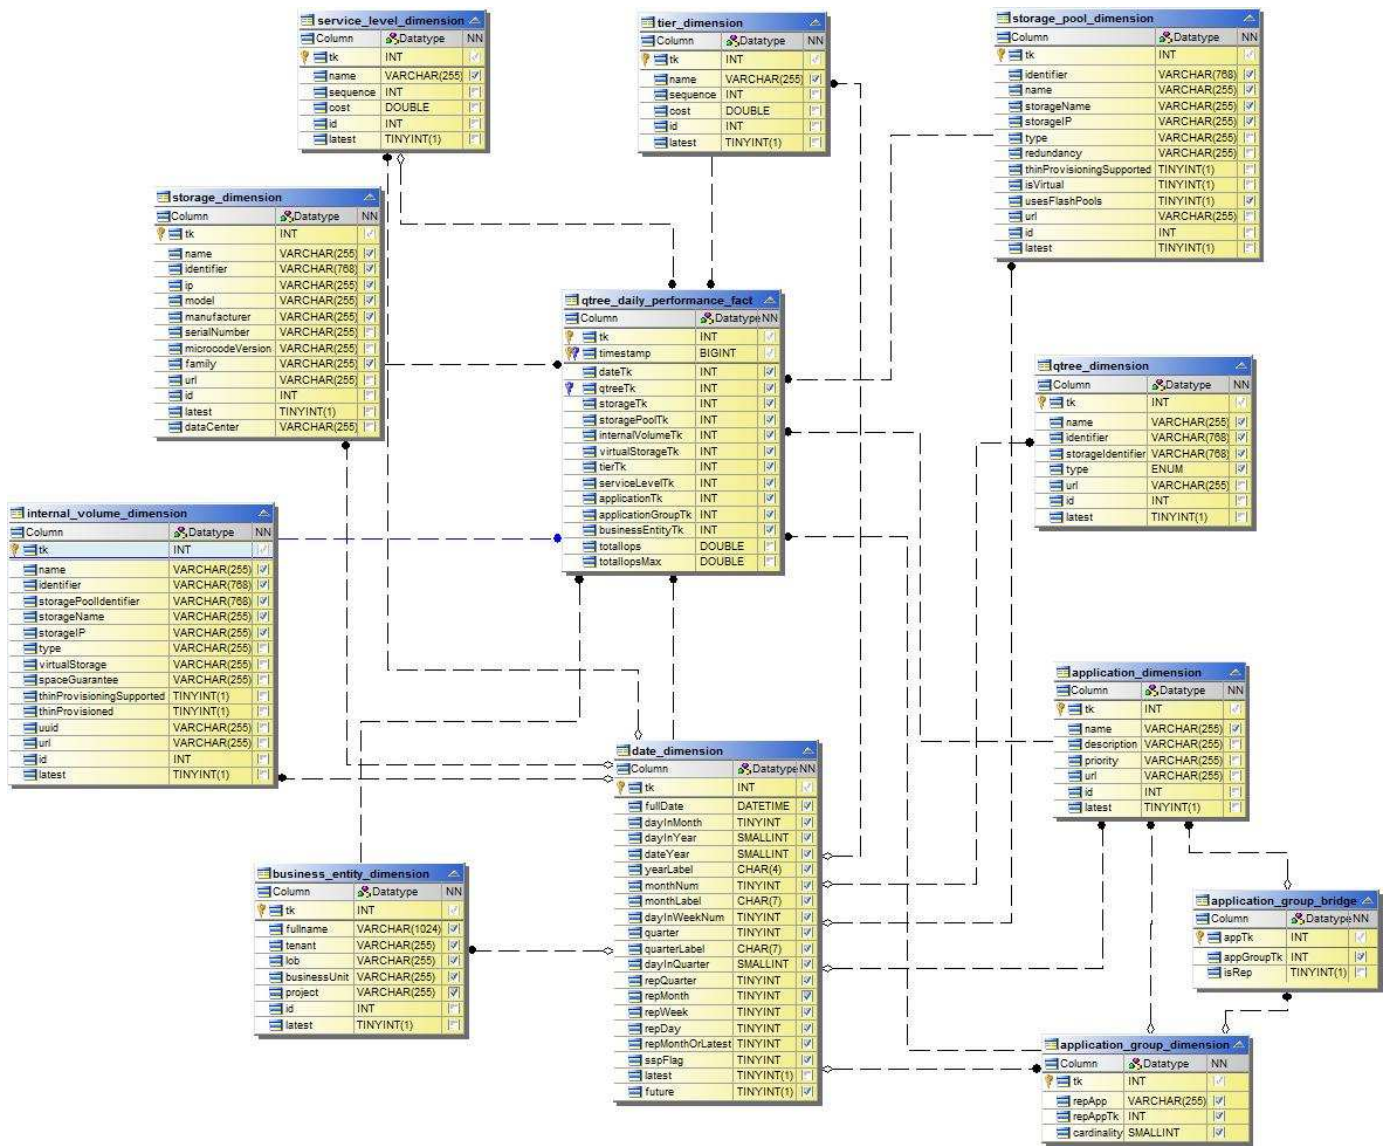 service_level_dimension
Column Datatype NN
tk INT
name VARCHAR(255)
sequence INT
cost DOUBLE
id INT
latest TINYINT(1)
tier_dimension
Column Datatype NN
tk INT
name VARCHAR(255)
sequence INT
cost DOUBLE
id INT
latest TINYINT(1)
storage_pool_dimension
Column Datatype NN
tk INT
identifier VARCHAR(768)
name VARCHAR(255)
storageName VARCHAR(255)
storageIP VARCHAR(255)
type VARCHAR(255)
redundancy VARCHAR(255)
thinProvisioningSupported TINYINT(1)
isVirtual TINYINT(1)
usesFlashPools TINYINT(1)
url VARCHAR(255)
id INT
latest TINYINT(1)
storage_dimension
Column Datatype NN
tk INT
name VARCHAR(255)
identifier VARCHAR(768)
ip VARCHAR(255)
model VARCHAR(255)
manufacturer VARCHAR(255)
serialNumber VARCHAR(255)
microcodeVersion VARCHAR(255)
family VARCHAR(255)
url VARCHAR(255)
id INT
latest TINYINT(1)
dataCenter VARCHAR(255)
qtree_daily_performance_fact
Column Datatype NN
tk INT
timestamp BIGINT
dateTk INT
qtreeTk INT
storageTk INT
storagePoolTk INT
internalVolumeTk INT
virtualStorageTk INT
tierTk INT
serviceLevelTk INT
applicationTk INT
applicationGroupTk INT
businessEntityTk INT
totalIops DOUBLE
totalIopsMax DOUBLE
qtree_dimension
Column Datatype NN
tk INT
name VARCHAR(255)
identifier VARCHAR(768)
storageIdentifier VARCHAR(768)
type ENUM
url VARCHAR(255)
id INT
latest TINYINT(1)
internal_volume_dimension
Column Datatype NN
tk INT
name VARCHAR(255)
identifier VARCHAR(768)
storagePoolIdentifier VARCHAR(768)
storageName VARCHAR(255)
storageIP VARCHAR(255)
type VARCHAR(255)
virtualStorage VARCHAR(255)
spaceGuarantee VARCHAR(255)
thinProvisioningSupported TINYINT(1)
thinProvisioned TINYINT(1)
uuid VARCHAR(255)
url VARCHAR(255)
id INT
latest TINYINT(1)
application_dimension
Column Datatype NN
tk INT
name VARCHAR(255)
description VARCHAR(255)
priority VARCHAR(255)
url VARCHAR(255)
id INT
latest TINYINT(1)
date_dimension
Column Datatype NN
tk INT
fullDate DATETIME
dayInMonth TINYINT
dayInYear SMALLINT
dateYear SMALLINT
yearLabel CHAR(4)
monthNum TINYINT
monthLabel CHAR(7)
dayInWeekNum TINYINT
quarter TINYINT
quarterLabel CHAR(7)
dayInQuarter SMALLINT
repQuarter TINYINT
repMonth TINYINT
repWeek TINYINT
repDay TINYINT
repMonthOrLatest TINYINT
sspFlag TINYINT
latest TINYINT(1)
future TINYINT(1)
business_entity_dimension
Column Datatype NN
tk INT
fullname VARCHAR(1024)
tenant VARCHAR(255)
lob VARCHAR(255)
businessUnit VARCHAR(255)
project VARCHAR(255)
id INT
latest TINYINT(1)
application_group_bridge
Column Datatype NN
appTk INT
appGroupTk INT
isRep TINYINT(1)
application_group_dimension
Column Datatype NN
tk INT
repApp VARCHAR(255)
repAppTk INT
cardinality SMALLINT